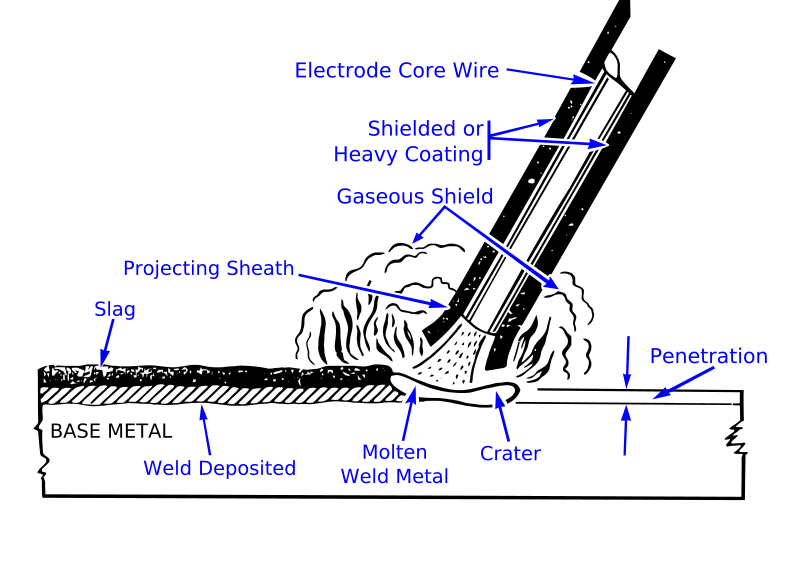 Electrode Core Wire
Shielded or
Heavy Coating
Gaseous Shield
Projecting Sheath
Slag
Penetration
BASE METAL
Weld Deposited
Molten
Weld Metal
Crater